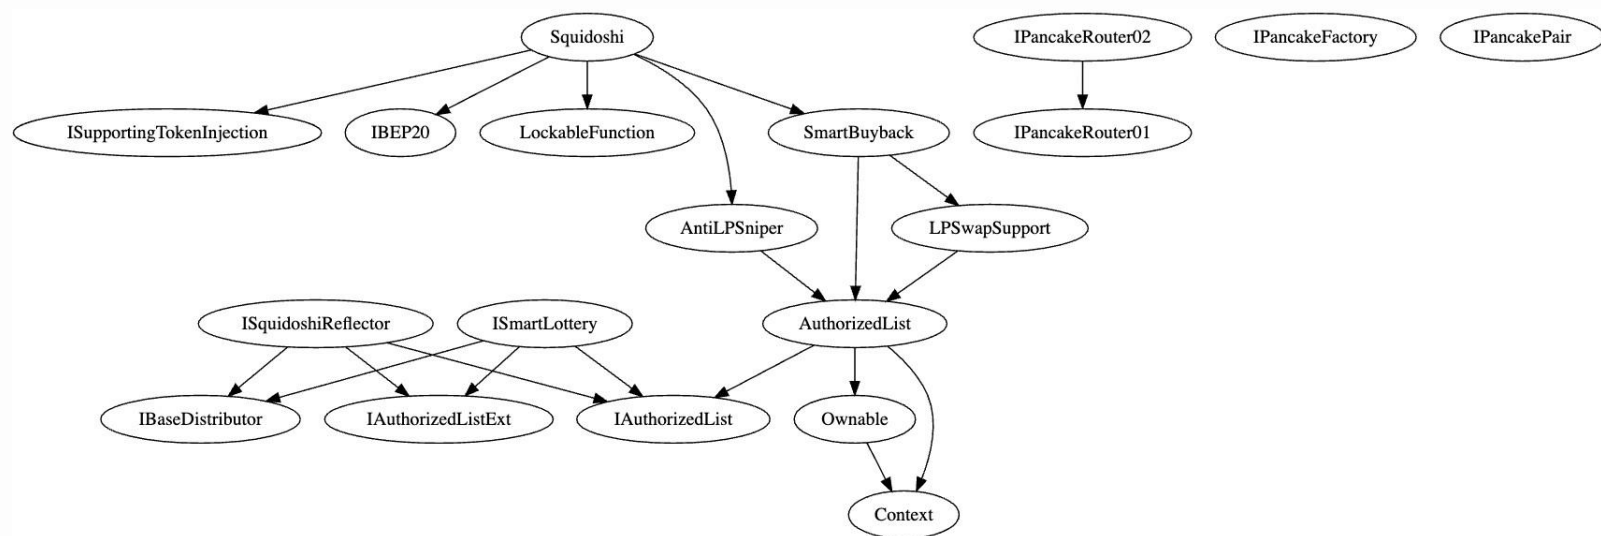 Squidoshi
IPancakeRouter02
IPancakeFactory
IPancakePair
ISupportingTokenInjection
IBEP20
LockableFunction
SmartBuyback
IPancakeRouter01
AntiLPSniper
LPSwapSupport
ISquidoshiReflector
ISmartLottery
AuthorizedList
IBaseDistributor
IAuthorizedListExt
IAuthorizedList
Ownable
Context